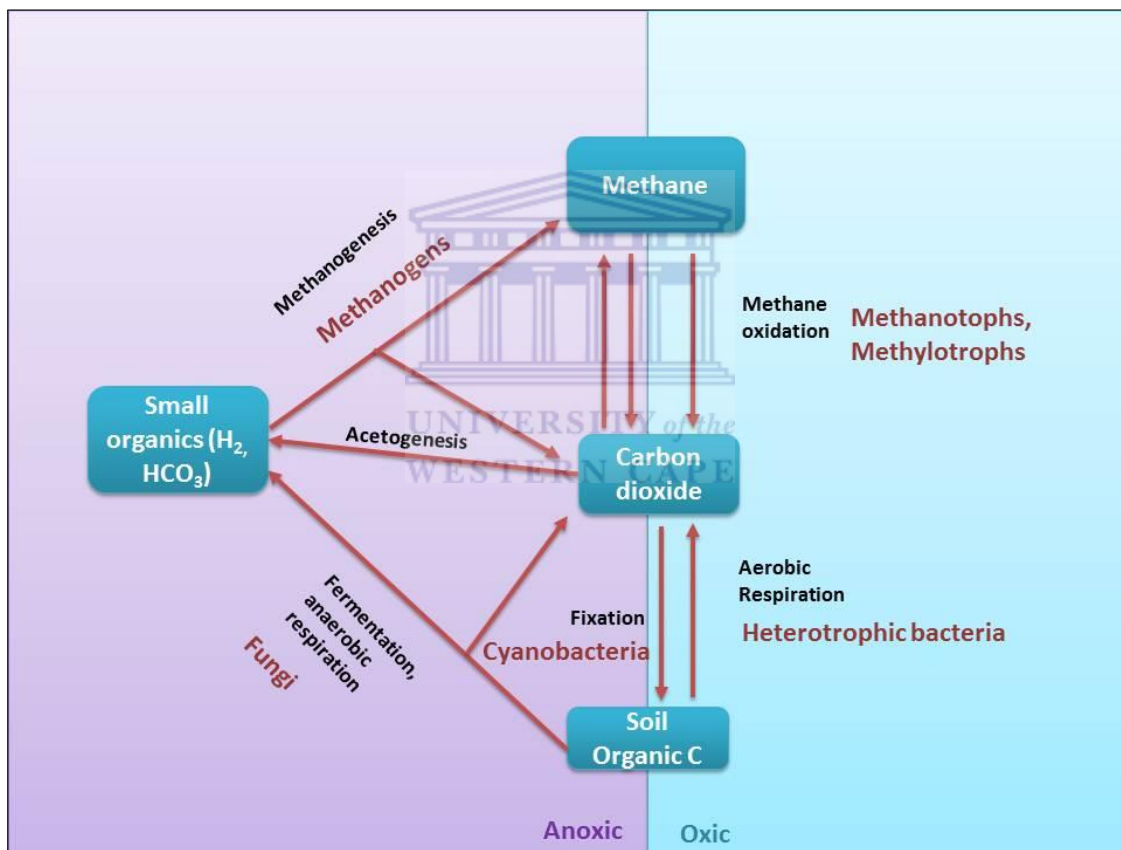 Methane
Methanogenesis
Methanogens
Methane
oxidation
Methanotophs,
Methylotrophs
Small
organics (H₂,
HCO₃)
Acetogenesis
UNIVERSITY of the
WESTERN CAPE
Carbon
dioxide
Fermentation,
anaerobic
respiration
Fungi
Fixation
Cyanobacteria
Aerobic
Respiration
Heterotrophic bacteria
Soil
Organic C
Anoxic
Oxic